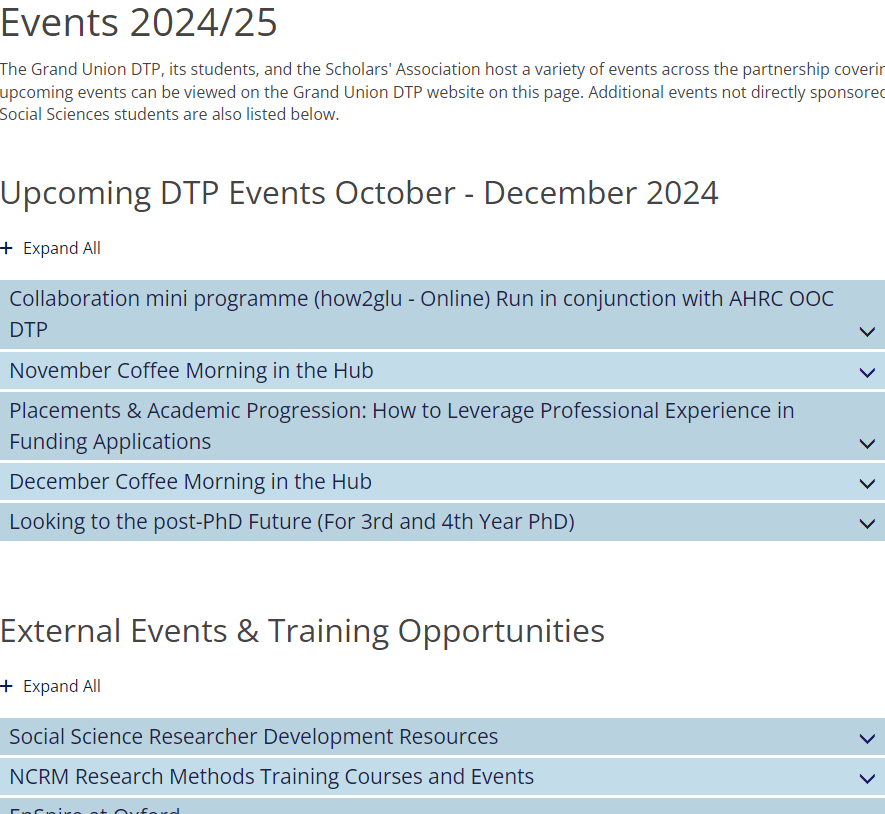 Events 2024/25
The Grand Union DTP, its students, and the Scholars' Association host a variety of events across the partnership
upcoming events can be viewed on the Grand Union DTP website on this page. Additional events not directly sponsored
Social Sciences students are also listed below.
Upcoming DTP Events October - December 2024
+ Expand All
Collaboration mini programme (how2glu - Online) Run in conjunction with AHRC OOC
DTP
November Coffee Morning in the Hub
Placements & Academic Progression: How to Leverage Professional Experience in
Funding Applications
December Coffee Morning in the Hub
Looking to the post-PhD Future (For 3rd and 4th Year PhD)
External Events & Training Opportunities
+ Expand All
Social Science Researcher Development Resources
NCRM Research Methods Training Courses and Events
EnSpire at Oxford